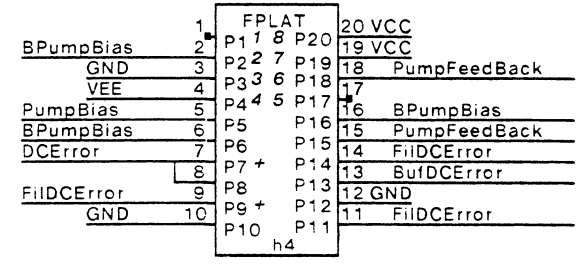 FPLAT
1 P1 1 8 P20 20 VCC
BPumpBias 2 P2 2 7 P19 19 VCC
GND 3 P3 3 6 P18 18 PumpFeedBack
VEE 4 P4 4 5 P17 17
PumpBias 5 P5 P16 16 BPumpBias
BPumpBias 6 P6 P15 15 PumpFeedBack
DCError 7 P7 + P14 14 FilDCError
8 P8 P13 13 BufDCError
FilDCError 9 P9 + P12 12 GND
GND 10 P10 P11 11 FilDCError
h4